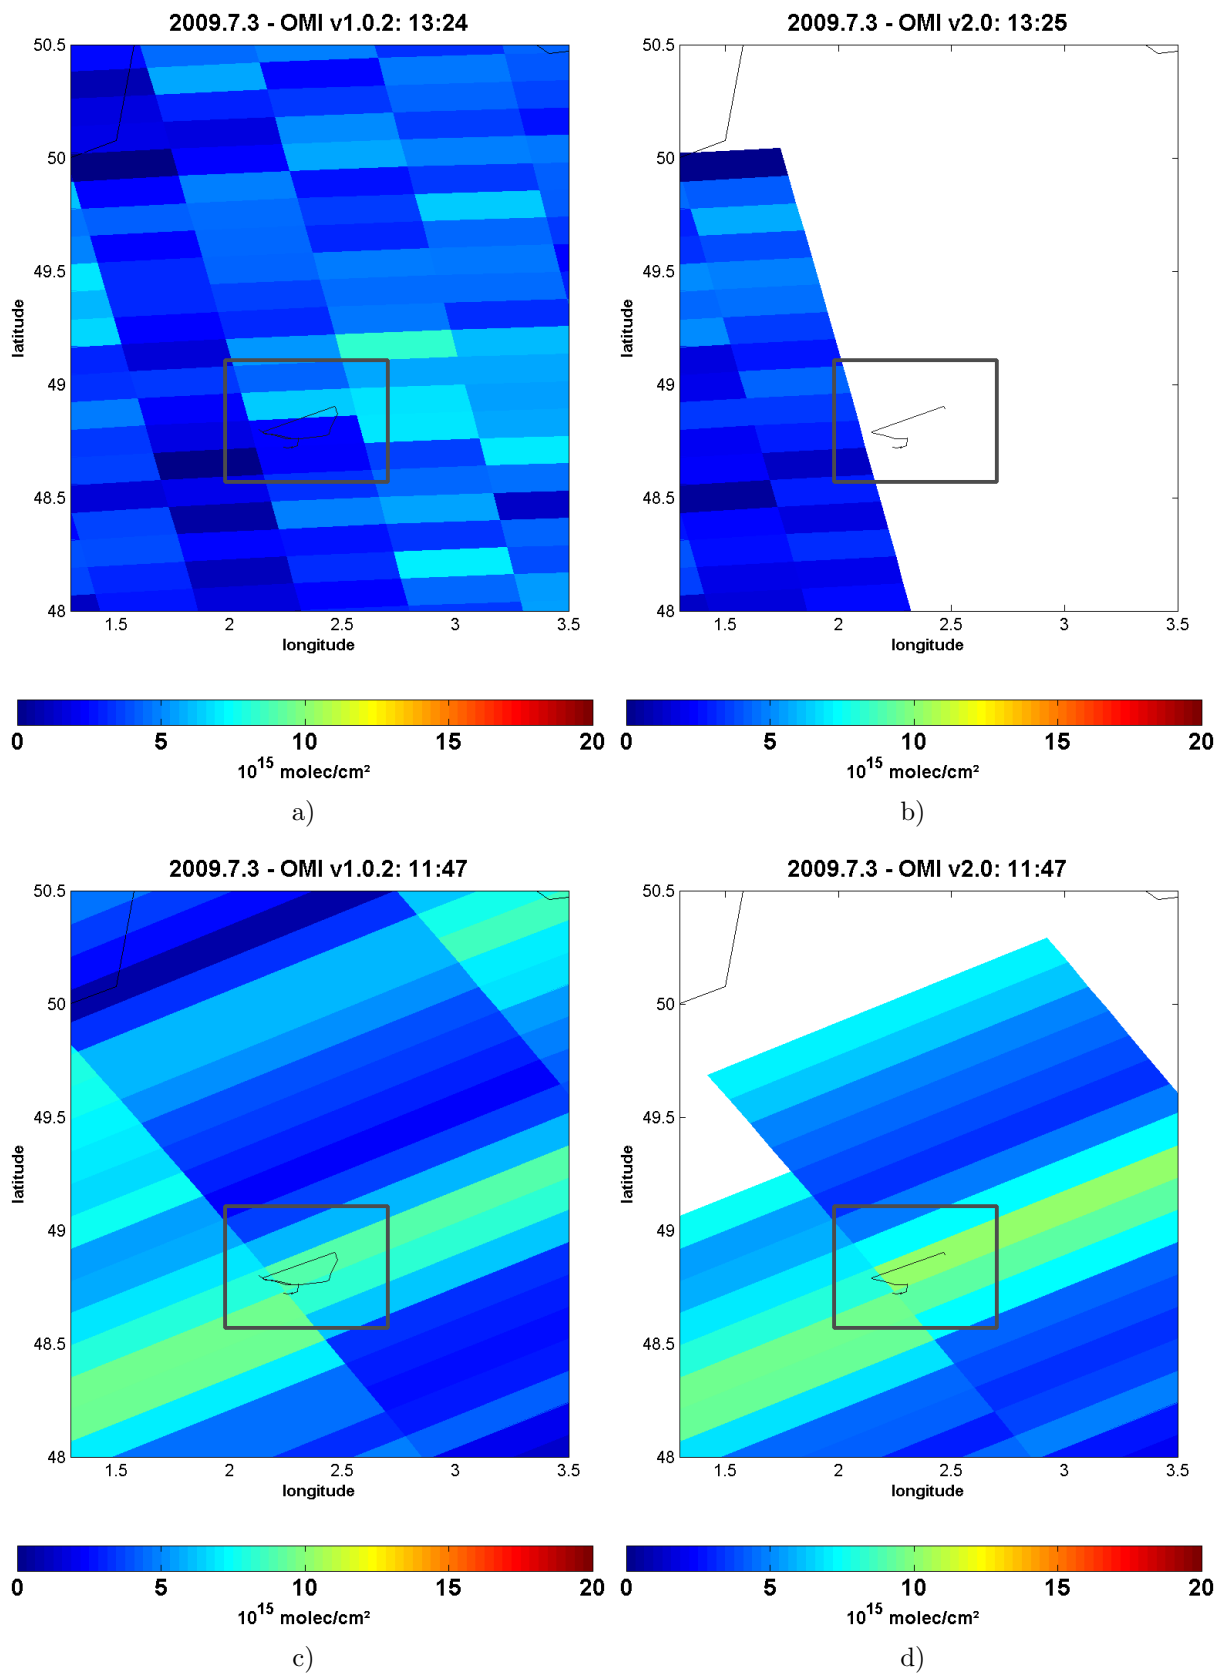 2009.7.3 - OMI v1.0.2: 13:24
50.5
50
49.5
49
48.5
48
latitude
1.5 2 2.5 3 3.5
longitude
0 5 10 15 20
10^15 molec/cm²
a)
2009.7.3 - OMI v2.0: 13:25
50.5
50
49.5
49
48.5
48
latitude
1.5 2 2.5 3 3.5
longitude
0 5 10 15 20
10^15 molec/cm²
b)
2009.7.3 - OMI v1.0.2: 11:47
50.5
50
49.5
49
48.5
48
latitude
1.5 2 2.5 3 3.5
longitude
0 5 10 15 20
10^15 molec/cm²
c)
2009.7.3 - OMI v2.0: 11:47
50.5
50
49.5
49
48.5
48
latitude
1.5 2 2.5 3 3.5
longitude
0 5 10 15 20
10^15 molec/cm²
d)